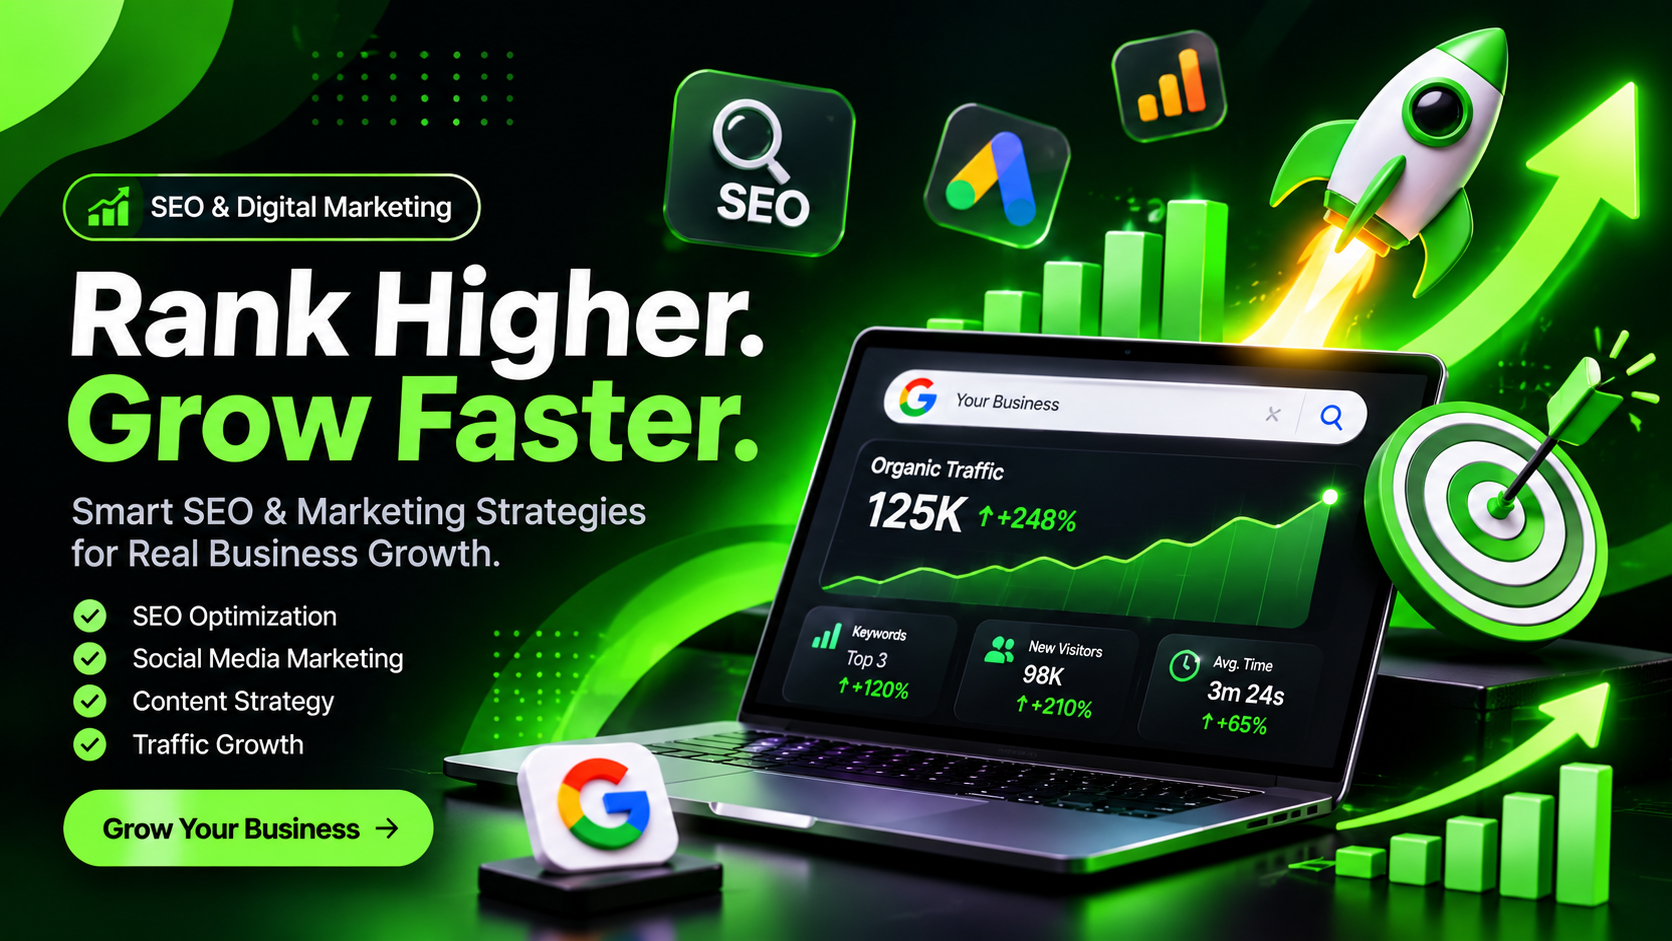 SEO & Digital Marketing
Rank Higher.
Grow Faster.
Smart SEO & Marketing Strategies
for Real Business Growth.
SEO Optimization
Social Media Marketing
Content Strategy
Traffic Growth
Grow Your Business →
SEO
G Your Business
Organic Traffic
125K ↑+248%
Keywords
Top 3
↑+120%
New Visitors
98K
↑+210%
Avg. Time
3m 24s
↑+65%
G